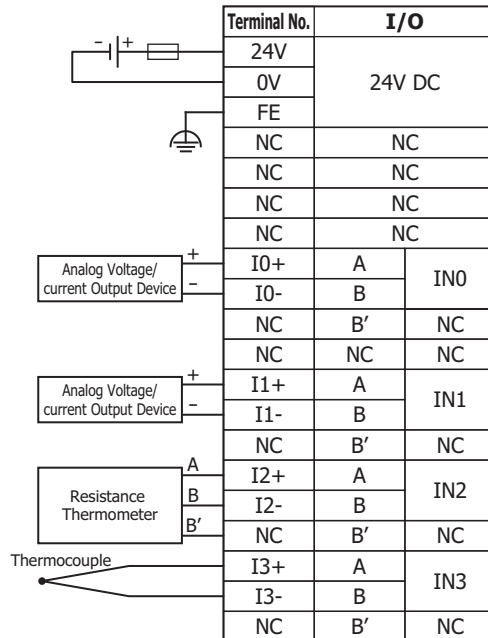 Terminal No. I/O
- + 24V
0V 24V DC
FE
NC NC
NC NC
NC NC
NC NC
Analog Voltage/
current Output Device
+ I0+ A IN0
- I0- B
NC B′ NC
NC NC NC
Analog Voltage/
current Output Device
+ I1+ A IN1
- I1- B
NC B′ NC
Resistance
Thermometer
A I2+ A IN2
B I2- B
B′ NC B′ NC
Thermocouple I3+ A IN3
I3- B
NC B′ NC